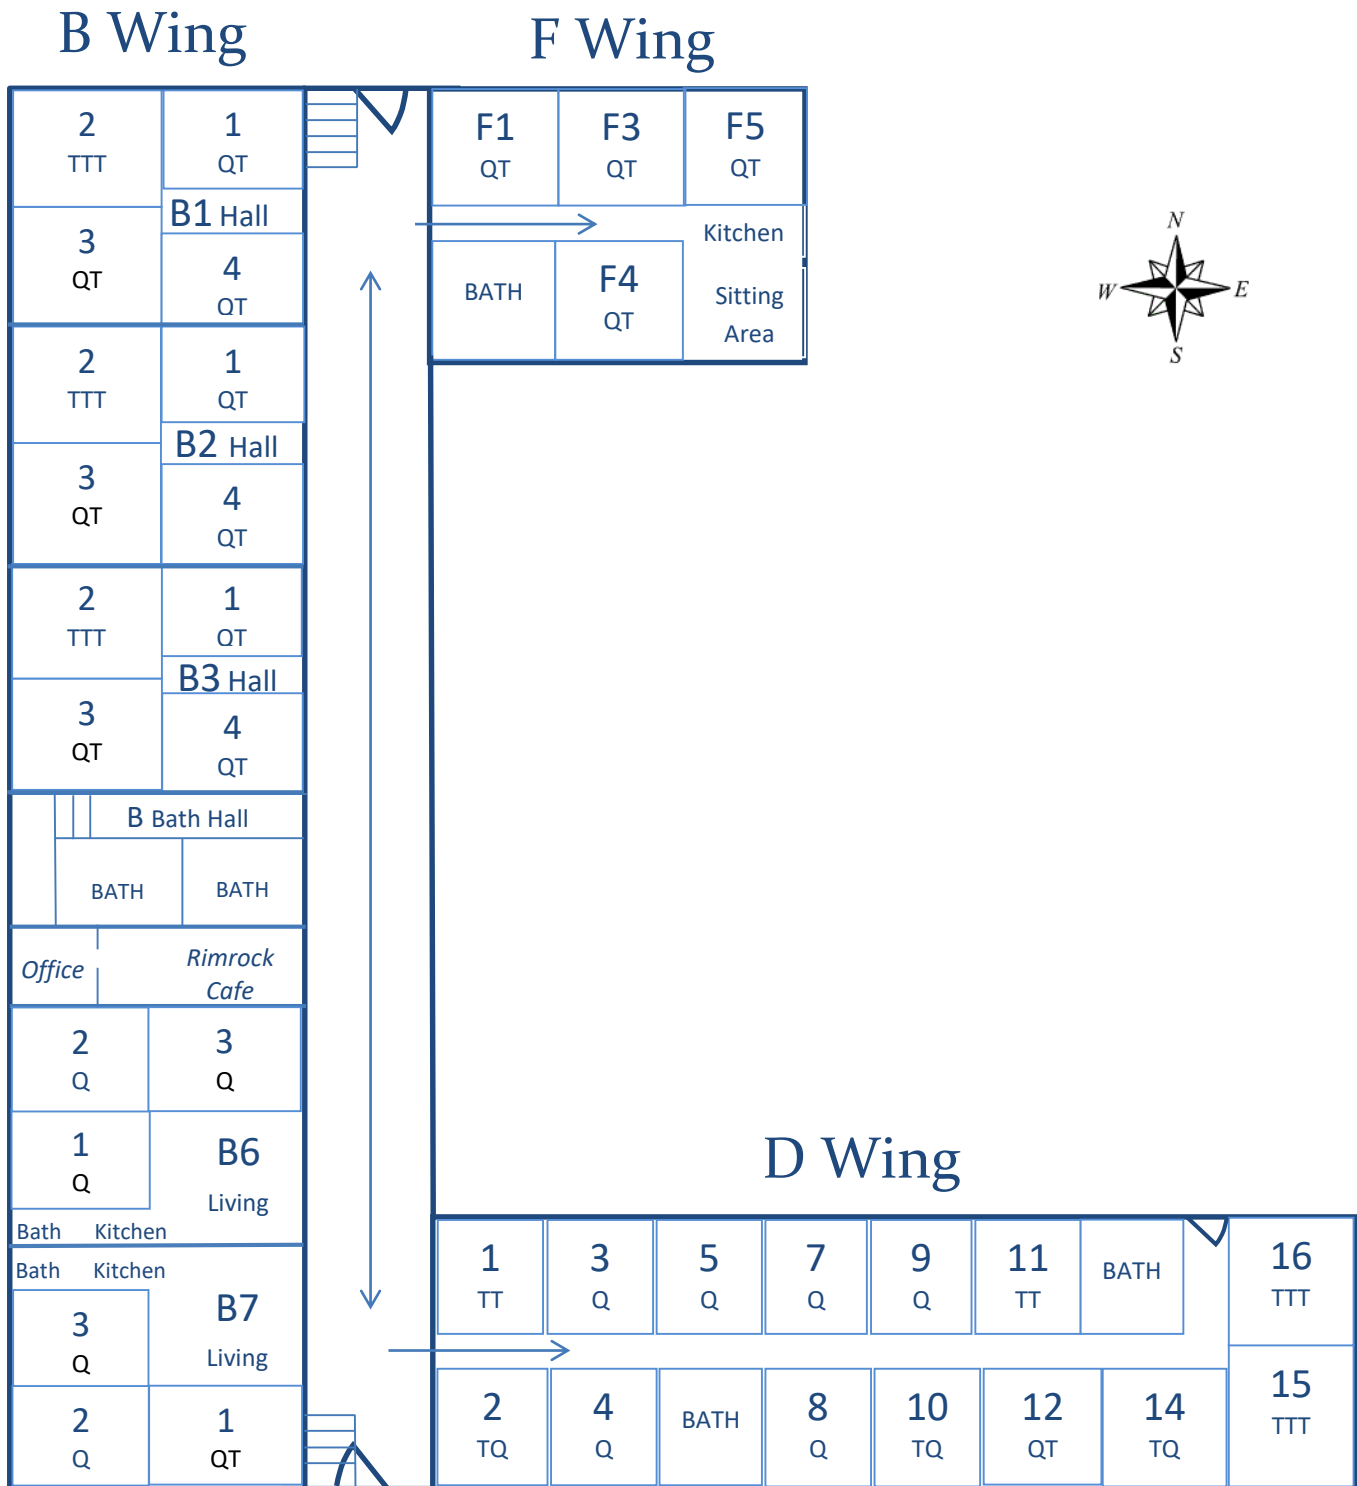 B Wing
F Wing
2
TTT
1
QT
B1 Hall
3
QT
4
QT
2
TTT
1
QT
B2 Hall
3
QT
4
QT
2
TTT
1
QT
B3 Hall
3
QT
4
QT
B Bath Hall
BATH
BATH
Office
Rimrock
Cafe
2
Q
3
Q
1
Q
B6
Living
Bath
Kitchen
Bath
Kitchen
B7
Living
3
Q
2
Q
1
QT
F1
QT
F3
QT
F5
QT
Kitchen
BATH
F4
QT
Sitting
Area
N
W
E
S
D Wing
1
TT
3
Q
5
Q
7
Q
9
Q
11
TT
BATH
16
TTT
2
TQ
4
Q
BATH
8
Q
10
TQ
12
QT
14
TQ
15
TTT